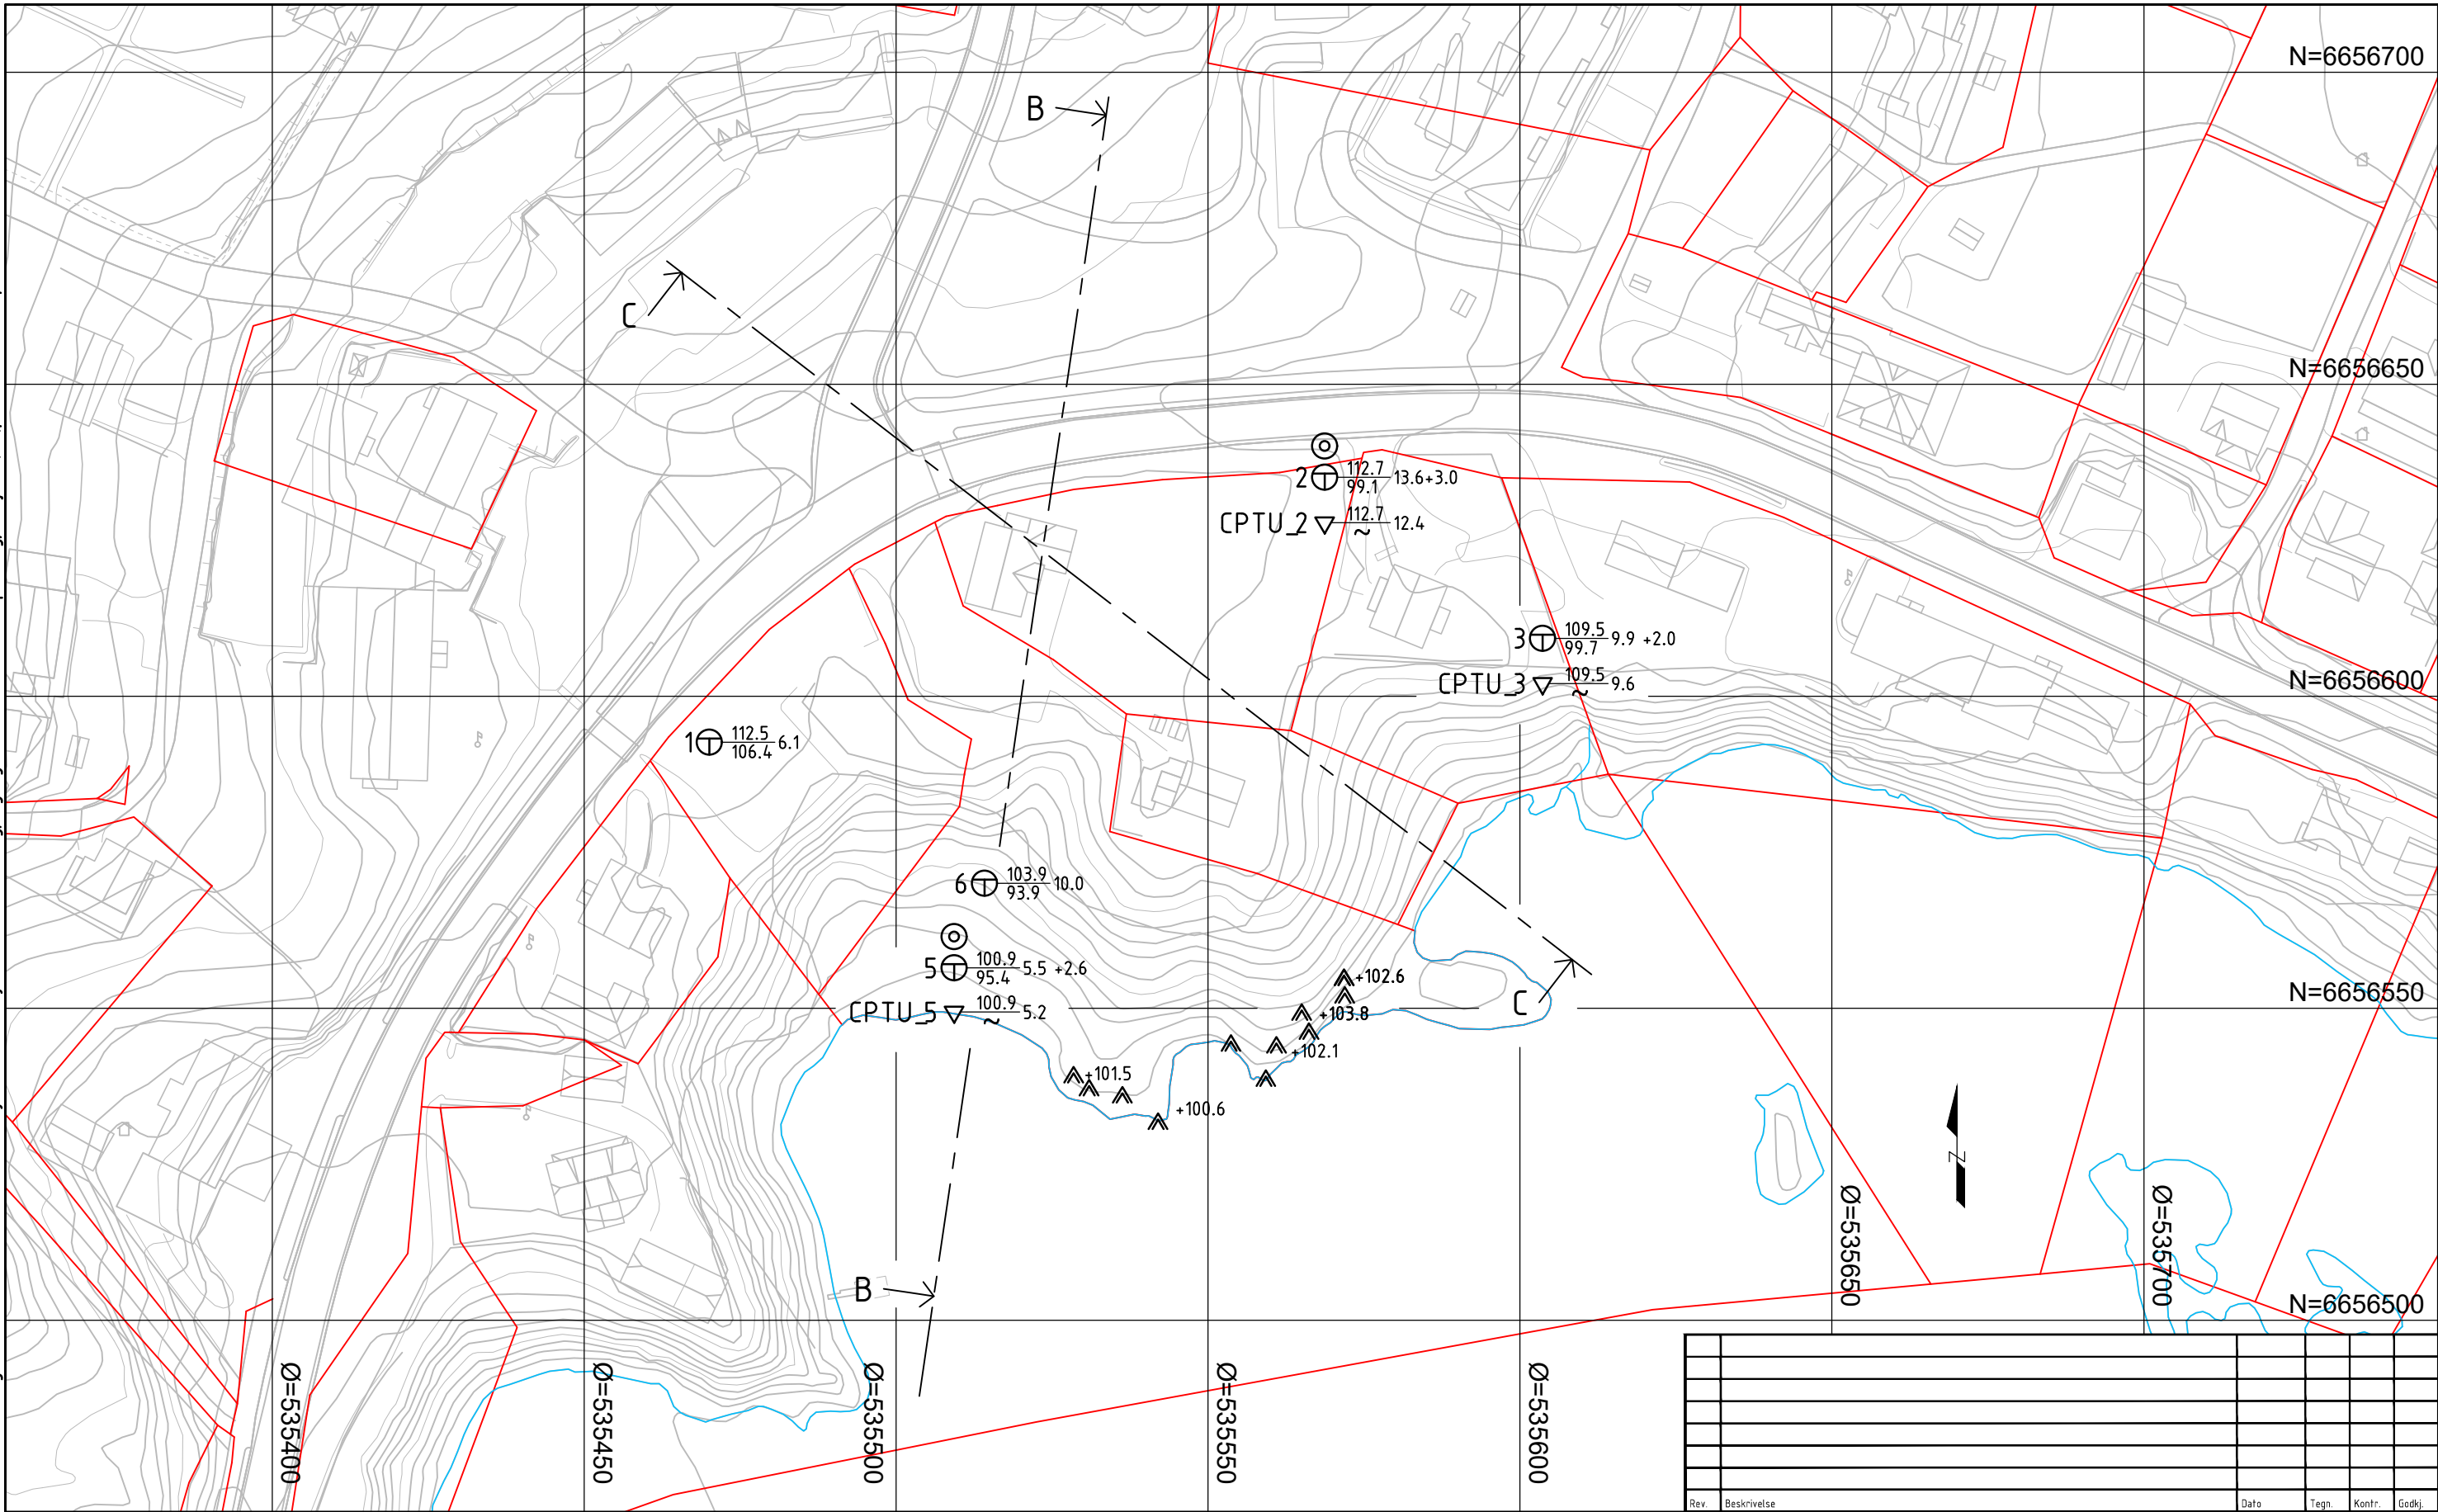 N=6656700
B
C
N=6656650
2 112.7 13.6+3.0
99.1
CPTU_2 112.7 12.4
~
3 109.5 9.9 +2.0
99.7
CPTU_3 109.5 9.6
~
N=6656600
1 112.5 6.1
106.4
6 103.9 10.0
93.9
5 100.9 5.5 +2.6
95.4
CPTU_5 100.9 5.2
~
+102.6
C
N=6656550
+103.8
+102.1
+101.5
+100.6
N
B
Ø=535650
Ø=535700
N=6656500
Ø=535400
Ø=535450
Ø=535500
Ø=535550
Ø=535600
Rev. Beskrivelse Dato Tegn. Kontr. Godkj.